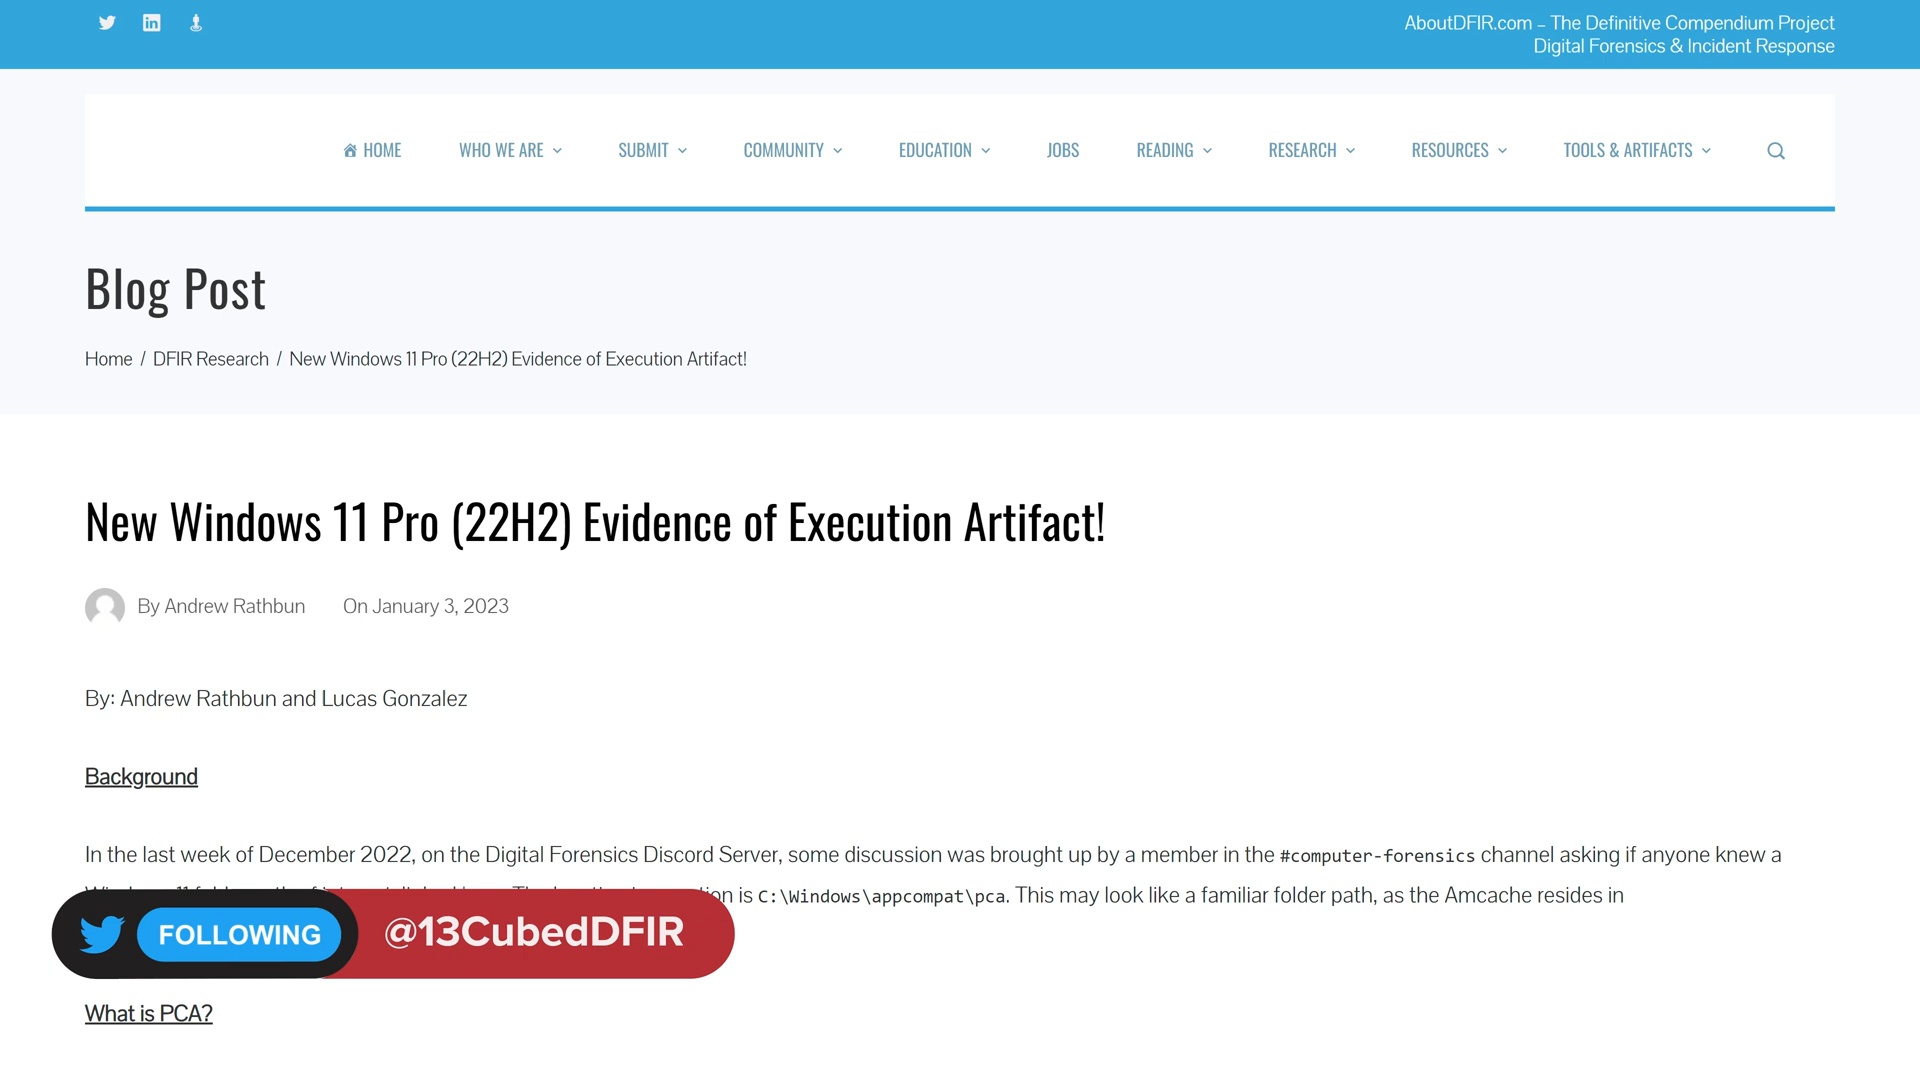 AboutDFIR.com – The Definitive Compendium Project
Digital Forensics & Incident Response
HOME WHO WE ARE SUBMIT COMMUNITY EDUCATION JOBS READING RESEARCH RESOURCES TOOLS & ARTIFACTS
Blog Post
Home / DFIR Research / New Windows 11 Pro (22H2) Evidence of Execution Artifact!
New Windows 11 Pro (22H2) Evidence of Execution Artifact!
By Andrew Rathbun On January 3, 2023
By: Andrew Rathbun and Lucas Gonzalez
Background
In the last week of December 2022, on the Digital Forensics Discord Server, some discussion was brought up by a member in the #computer-forensics channel asking if anyone knew a
is C:\Windows\appcompat\pca. This may look like a familiar folder path, as the Amcache resides in
FOLLOWING @13CubedDFIR
What is PCA?